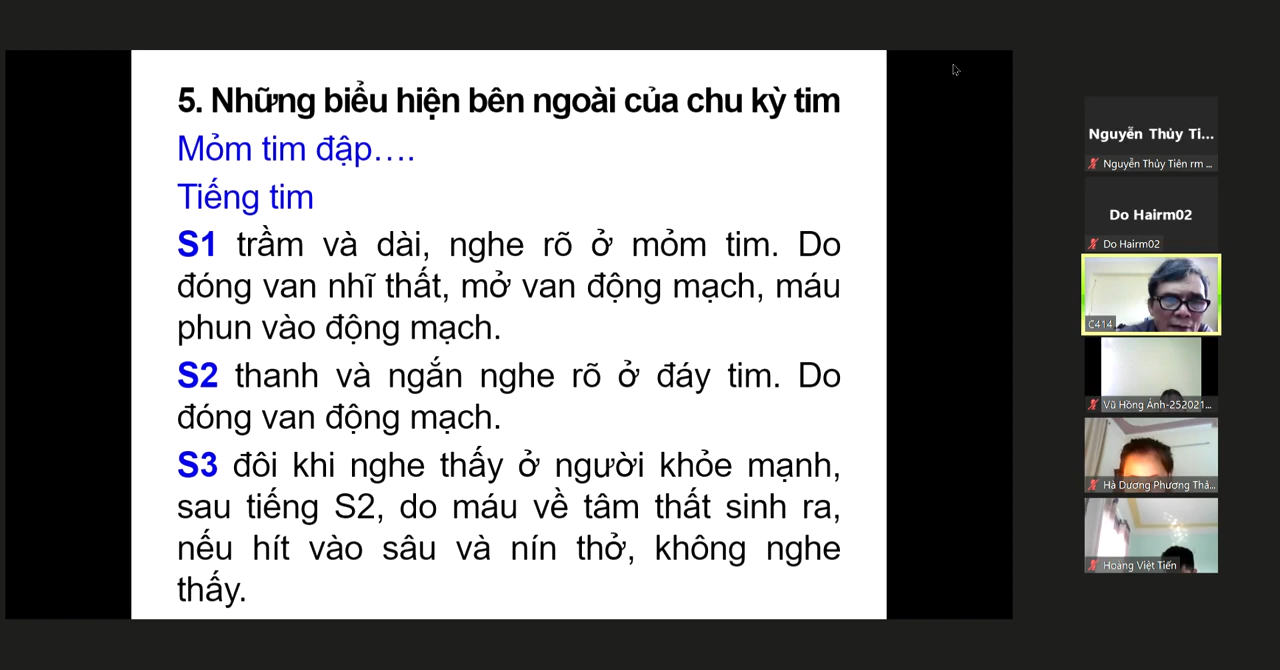 5. Những biểu hiện bên ngoài của chu kỳ tim
Mỏm tim đập….
Tiếng tim
S1 trầm và dài, nghe rõ ở mỏm tim. Do
đóng van nhĩ thất, mở van động mạch, máu
phun vào động mạch.
S2 thanh và ngắn nghe rõ ở đáy tim. Do
đóng van động mạch.
S3 đôi khi nghe thấy ở người khỏe mạnh,
sau tiếng S2, do máu về tâm thất sinh ra,
nếu hít vào sâu và nín thở, không nghe
thấy.
Nguyễn Thủy Ti...
Nguyễn Thủy Tiên rm ...
Do Hairm02
Do Hairm02
C414
Vũ Hồng Ánh-252021...
Hà Dương Phương Thả...
Hoàng Việt Tiến